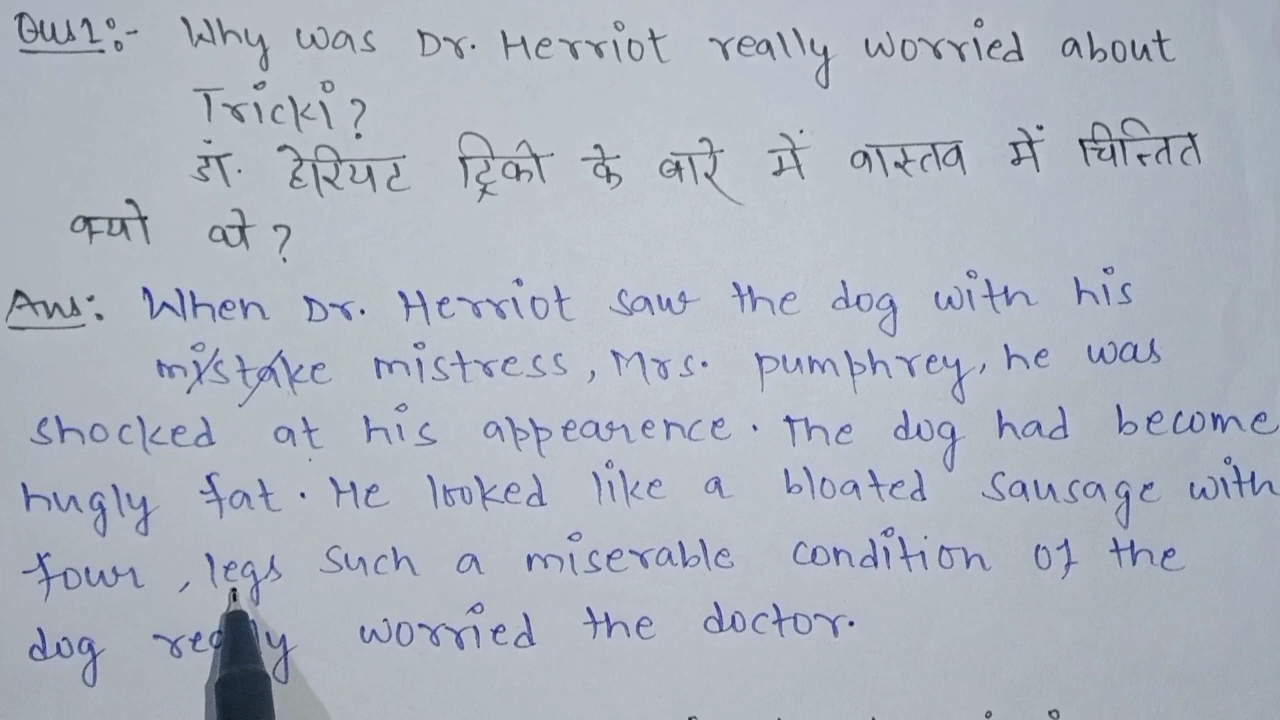 Qus1:- Why was Dr. Herriot really worried about
Tricki?
डॉ. हेरियट ट्रिकी के बारे में वास्तव में चिन्तित
क्यो थे?
Ans: When Dr. Herriot saw the dog with his
mistake mistress, Mrs. pumphrey, he was
shocked at his appearence. The dog had become
hugly fat. He looked like a bloated sausage with
four, legs such a miserable condition of the
dog really worried the doctor.